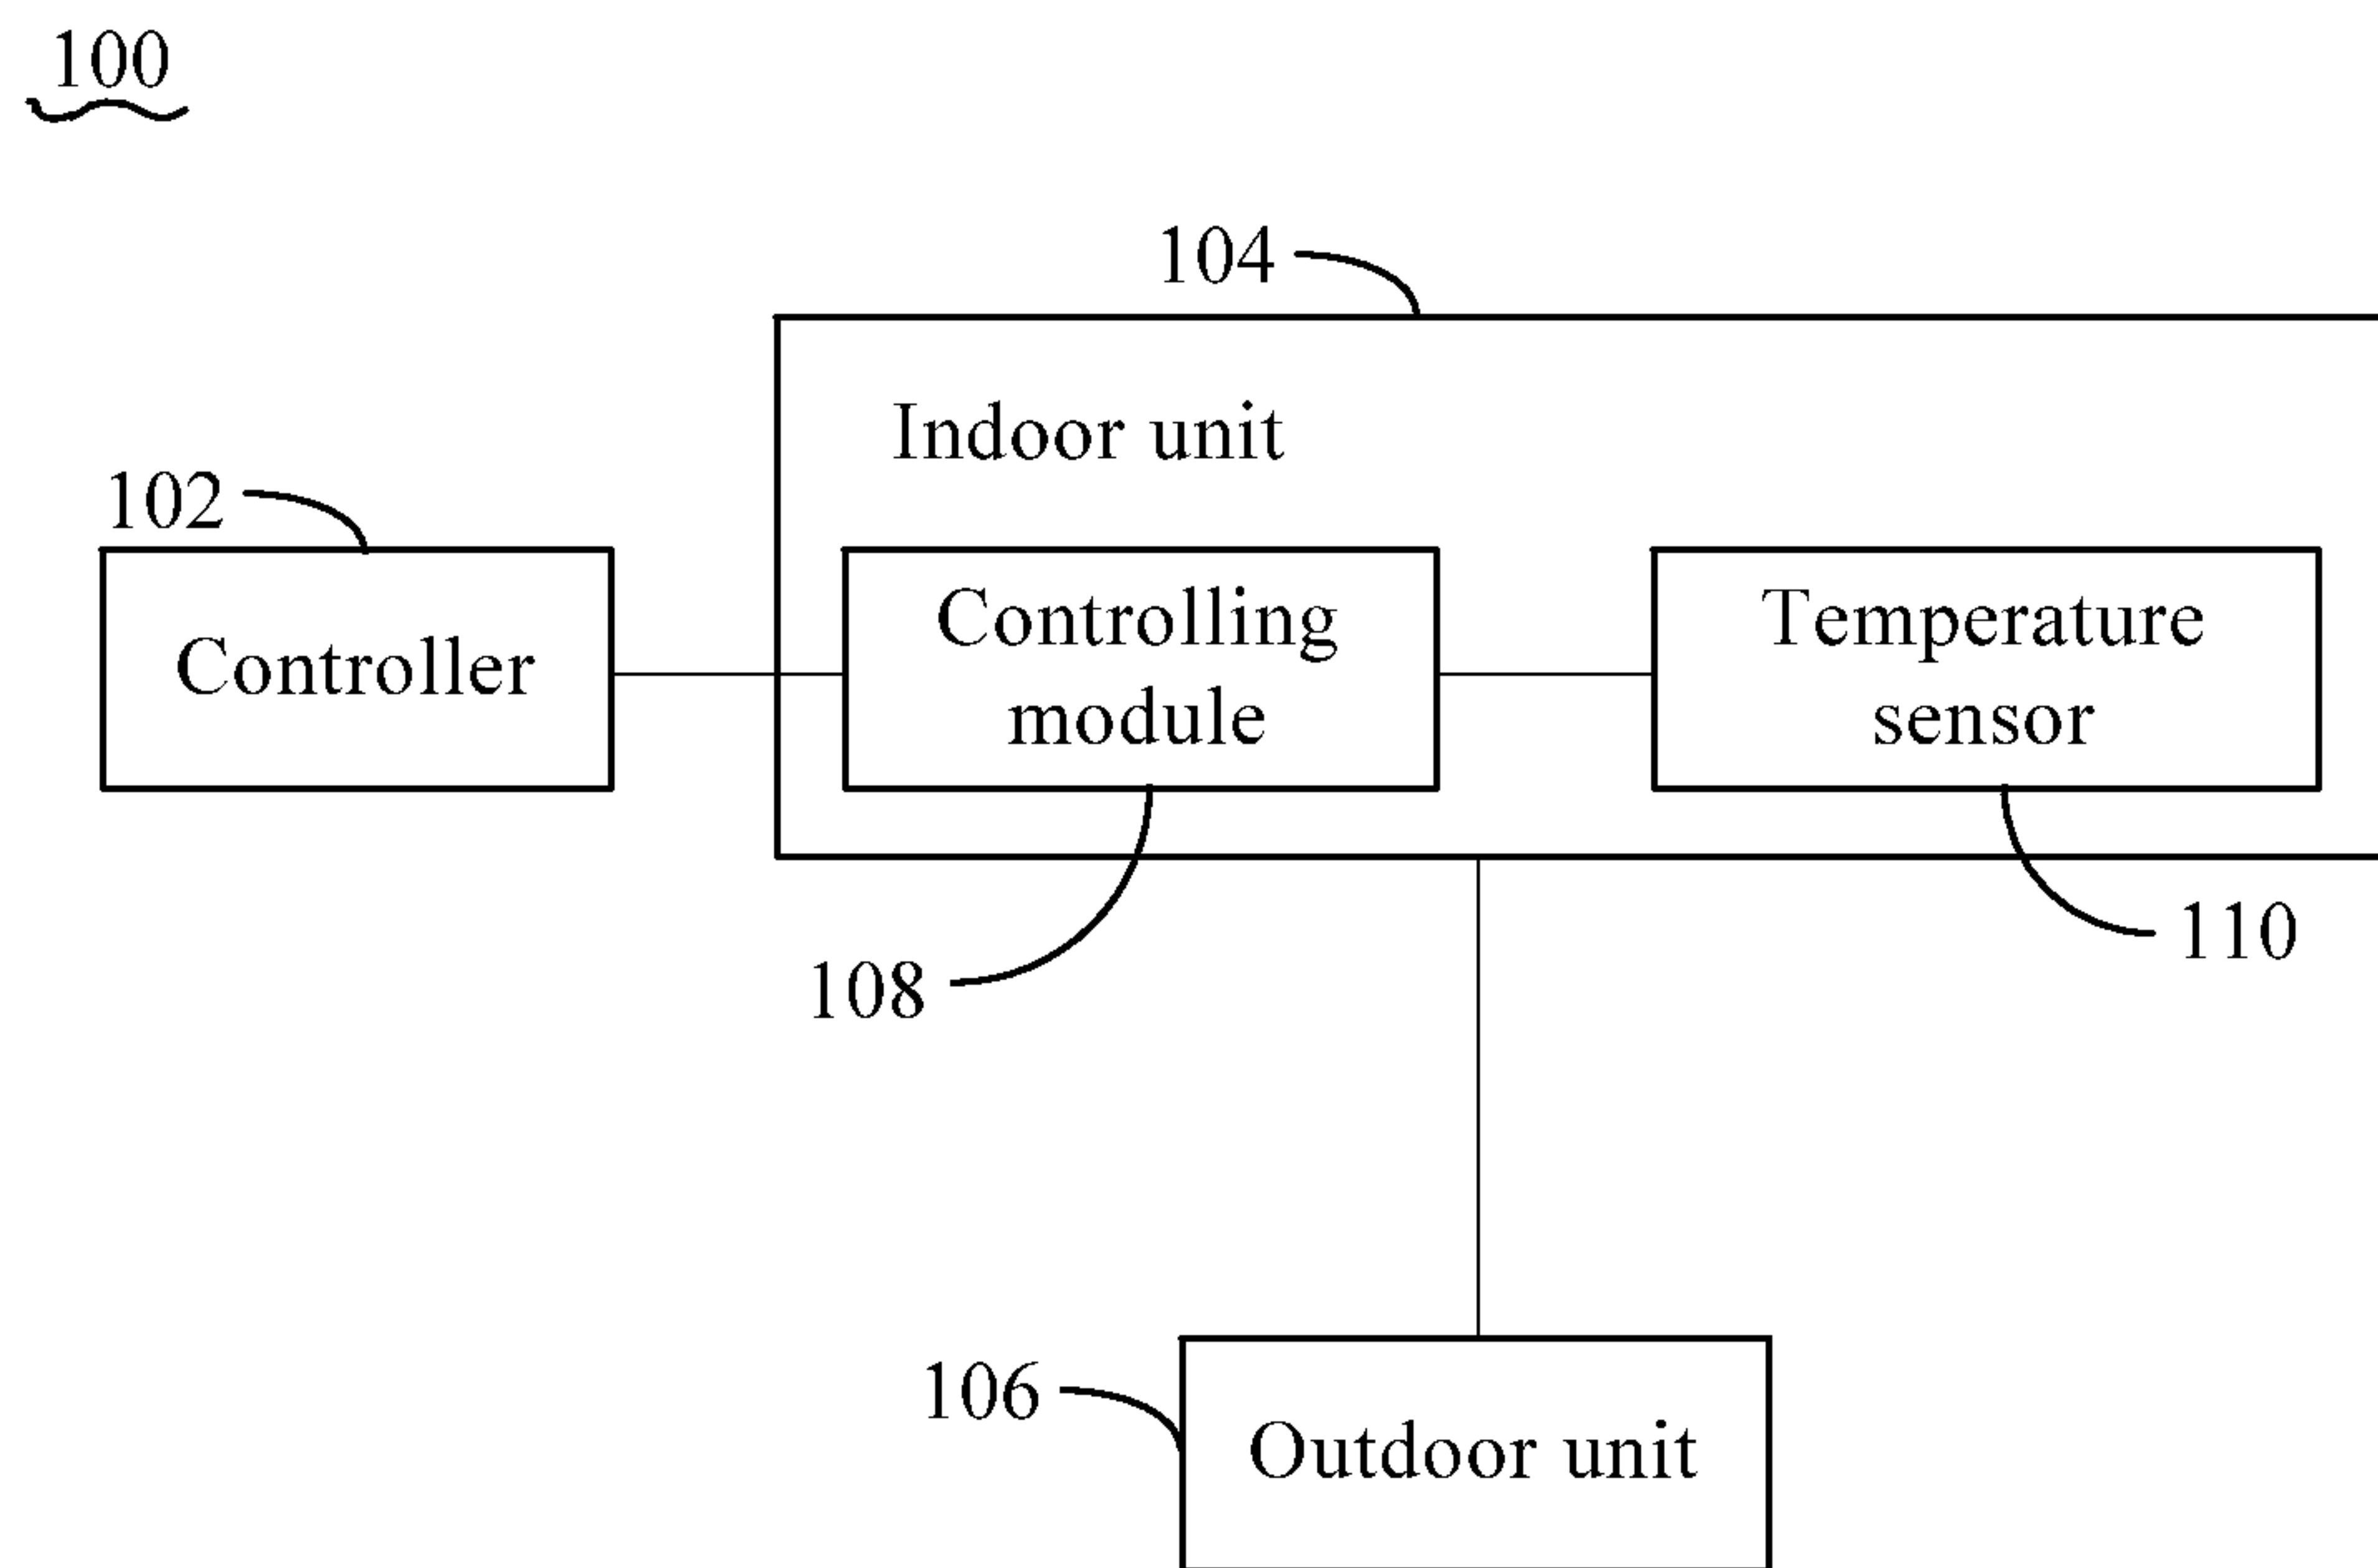 100
104
Indoor unit
102
Controller
Controlling
module
Temperature
sensor
108
110
106
Outdoor unit